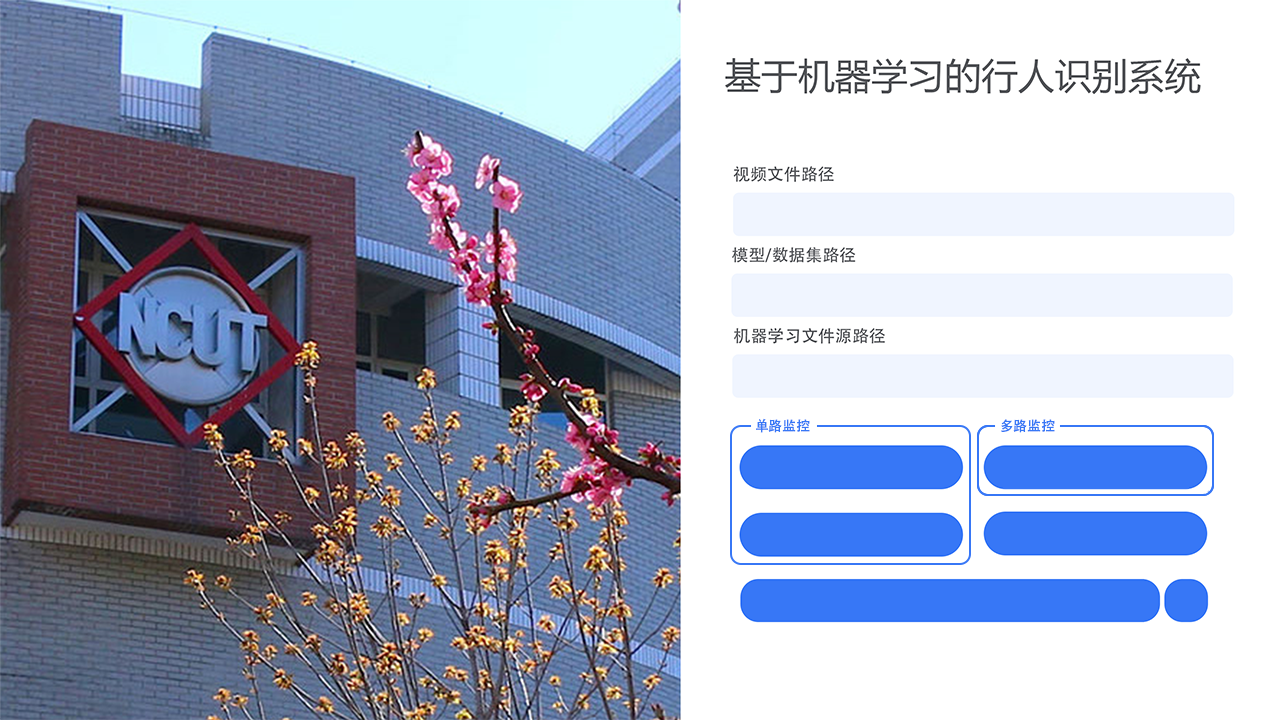 NCUT
基于机器学习的行人识别系统
视频文件路径
模型/数据集路径
机器学习文件源路径
单路监控
多路监控